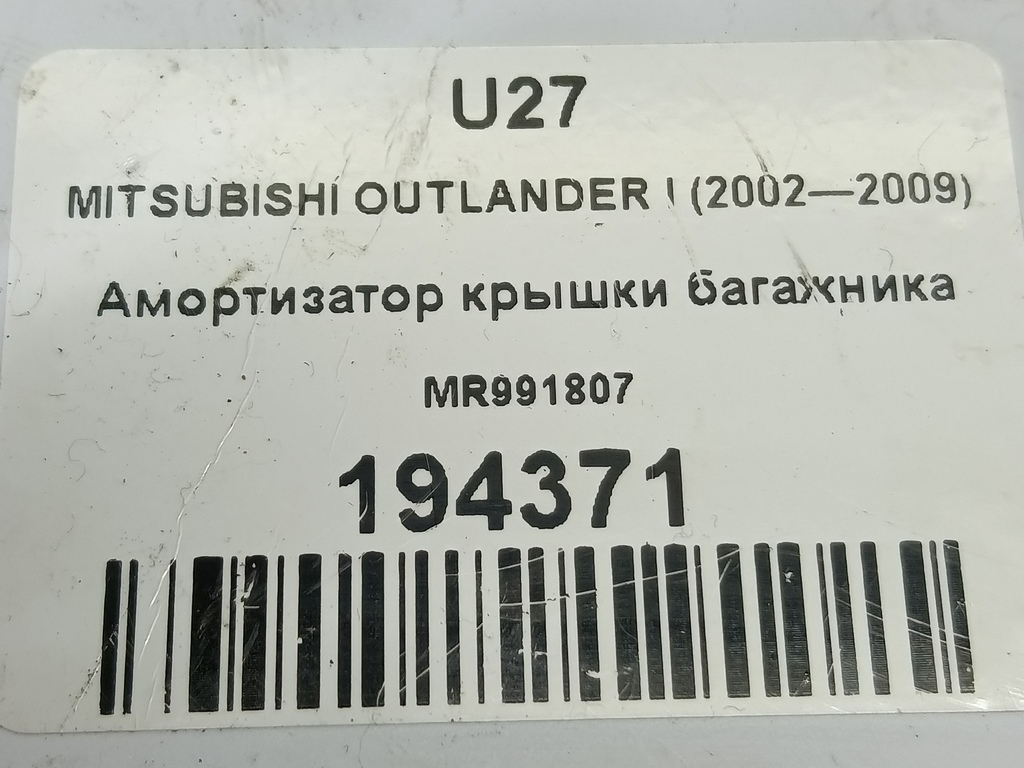 U27
MITSUBISHI OUTLANDER I (2002—2009)
Амортизатор крышки багажника
MR991807
194371